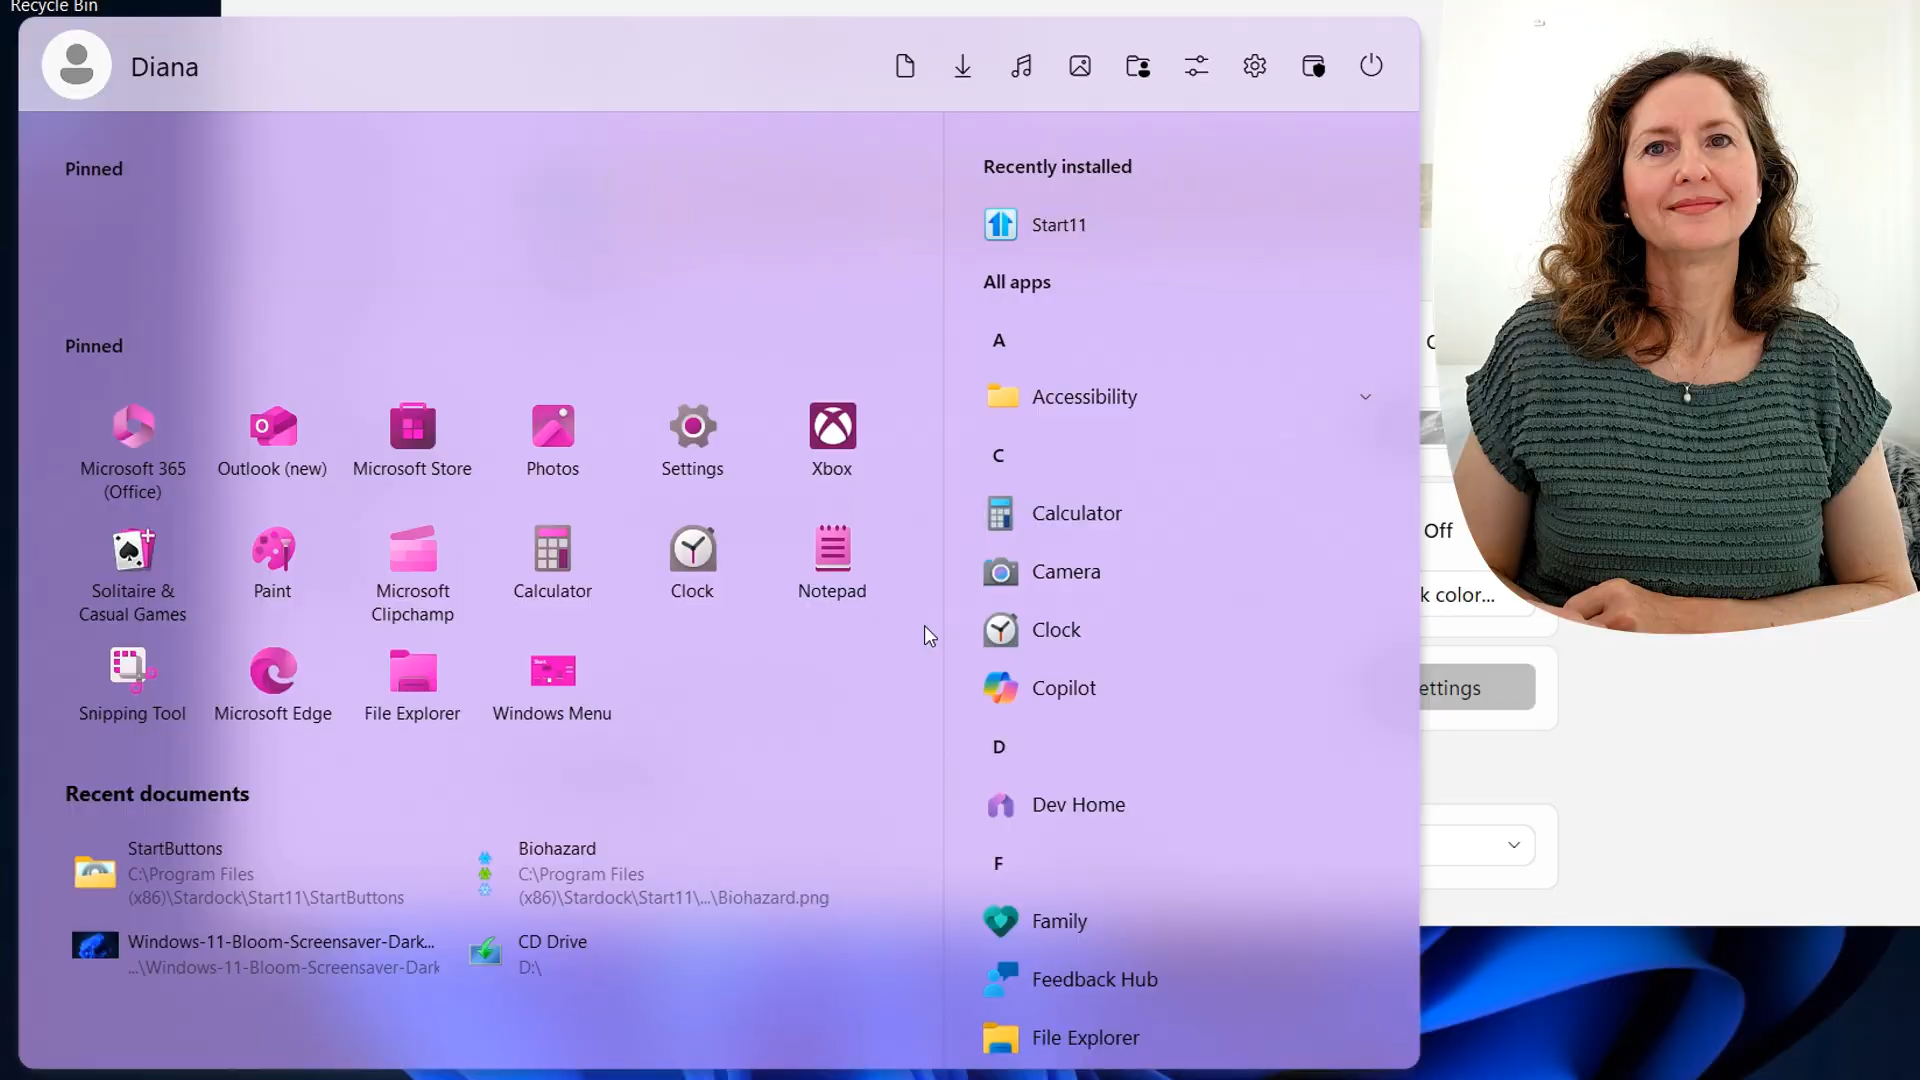 Recycle Bin
Diana
Pinned
Pinned
Microsoft 365
(Office)
Outlook (new)
Microsoft Store
Photos
Settings
Xbox
Solitaire &
Casual Games
Paint
Microsoft
Clipchamp
Calculator
Clock
Notepad
Snipping Tool
Microsoft Edge
File Explorer
Windows Menu
Recent documents
StartButtons
C:\Program Files
(x86)\Stardock\Start11\StartButtons
Biohazard
C:\Program Files
(x86)\Stardock\Start11\...\Biohazard.png
Windows-11-Bloom-Screensaver-Dark...
...\Windows-11-Bloom-Screensaver-Dark
CD Drive
D:\
Recently installed
Start11
All apps
A
Accessibility
C
Calculator
Camera
Clock
Copilot
D
Dev Home
F
Family
Feedback Hub
File Explorer
Off
k color...
ettings